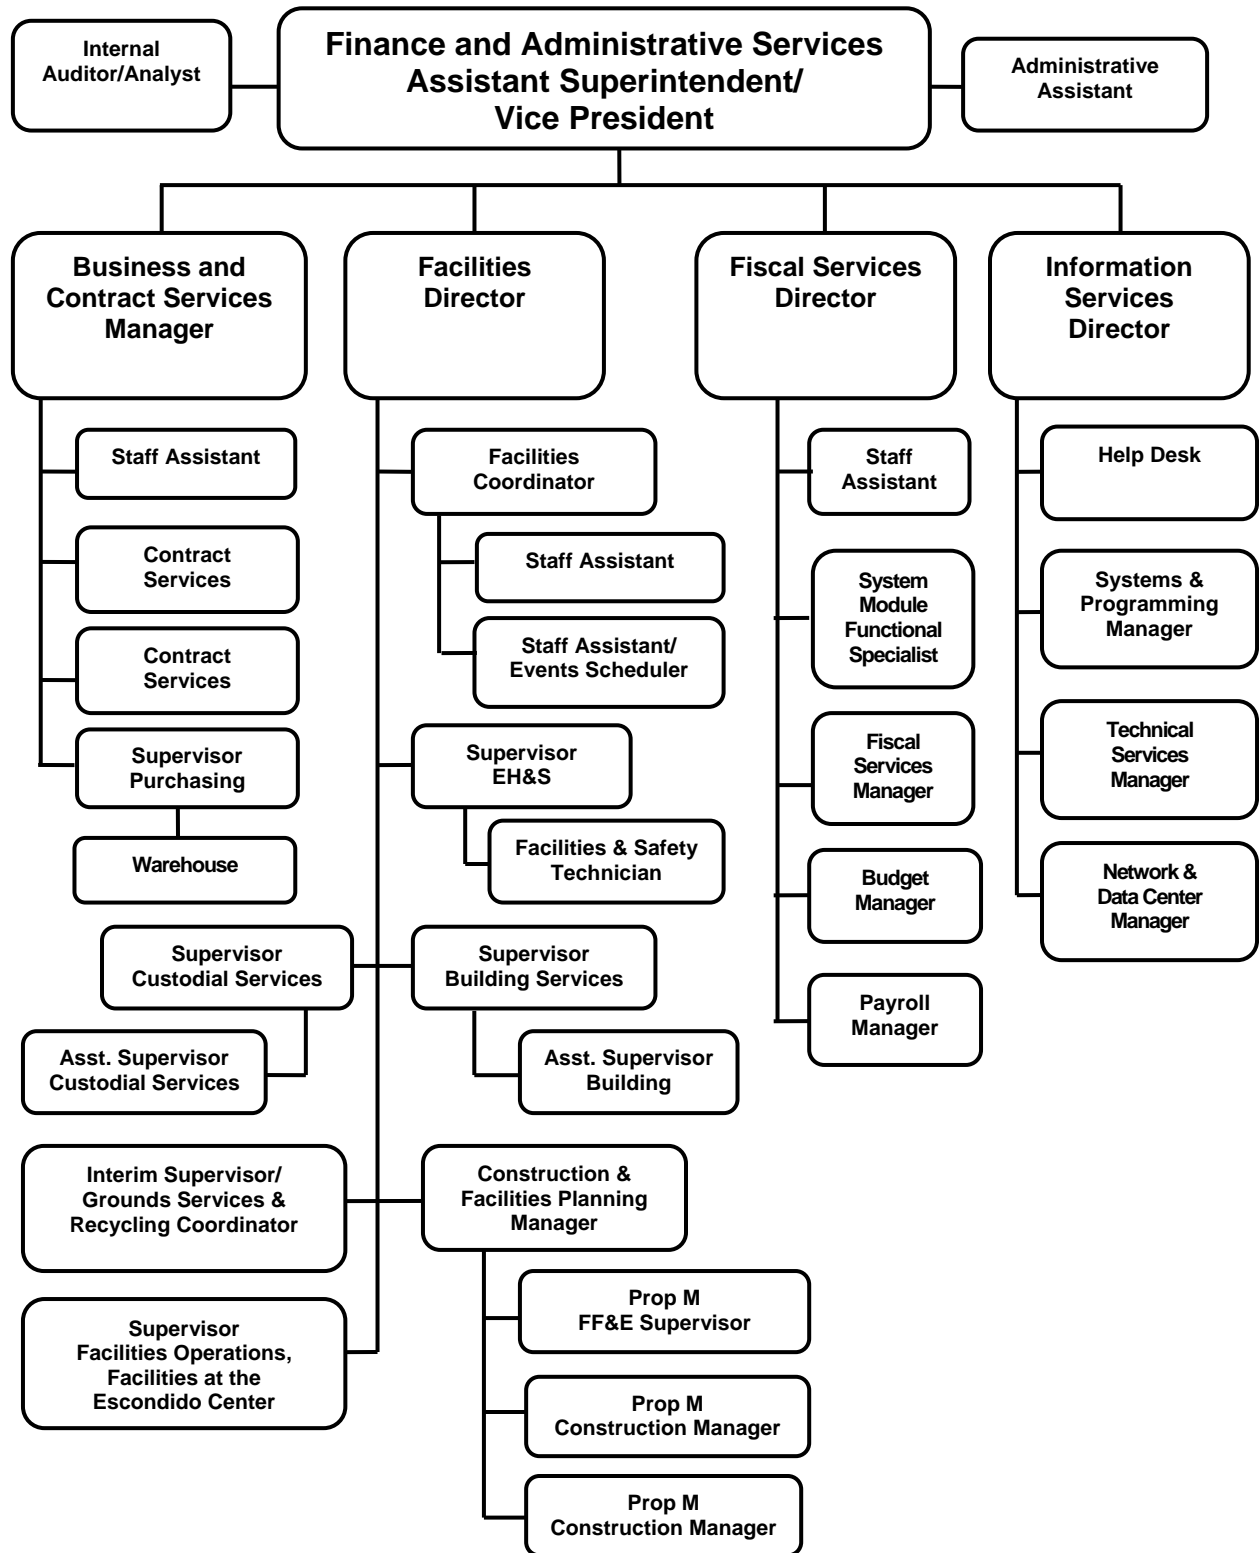 Internal
Auditor/Analyst
Finance and Administrative Services
Assistant Superintendent/
Vice President
Administrative
Assistant
Business and
Contract Services
Manager
Facilities
Director
Fiscal Services
Director
Information
Services
Director
Staff Assistant
Contract
Services
Contract
Services
Supervisor
Purchasing
Warehouse
Facilities
Coordinator
Staff Assistant
Staff Assistant/
Events Scheduler
Supervisor
EH&S
Facilities & Safety
Technician
Supervisor
Custodial Services
Asst. Supervisor
Custodial Services
Supervisor
Building Services
Asst. Supervisor
Building
Interim Supervisor/
Grounds Services &
Recycling Coordinator
Construction &
Facilities Planning
Manager
Supervisor
Facilities Operations,
Facilities at the
Escondido Center
Prop M
FF&E Supervisor
Prop M
Construction Manager
Prop M
Construction Manager
Staff
Assistant
System
Module
Functional
Specialist
Fiscal
Services
Manager
Budget
Manager
Payroll
Manager
Help Desk
Systems &
Programming
Manager
Technical
Services
Manager
Network &
Data Center
Manager